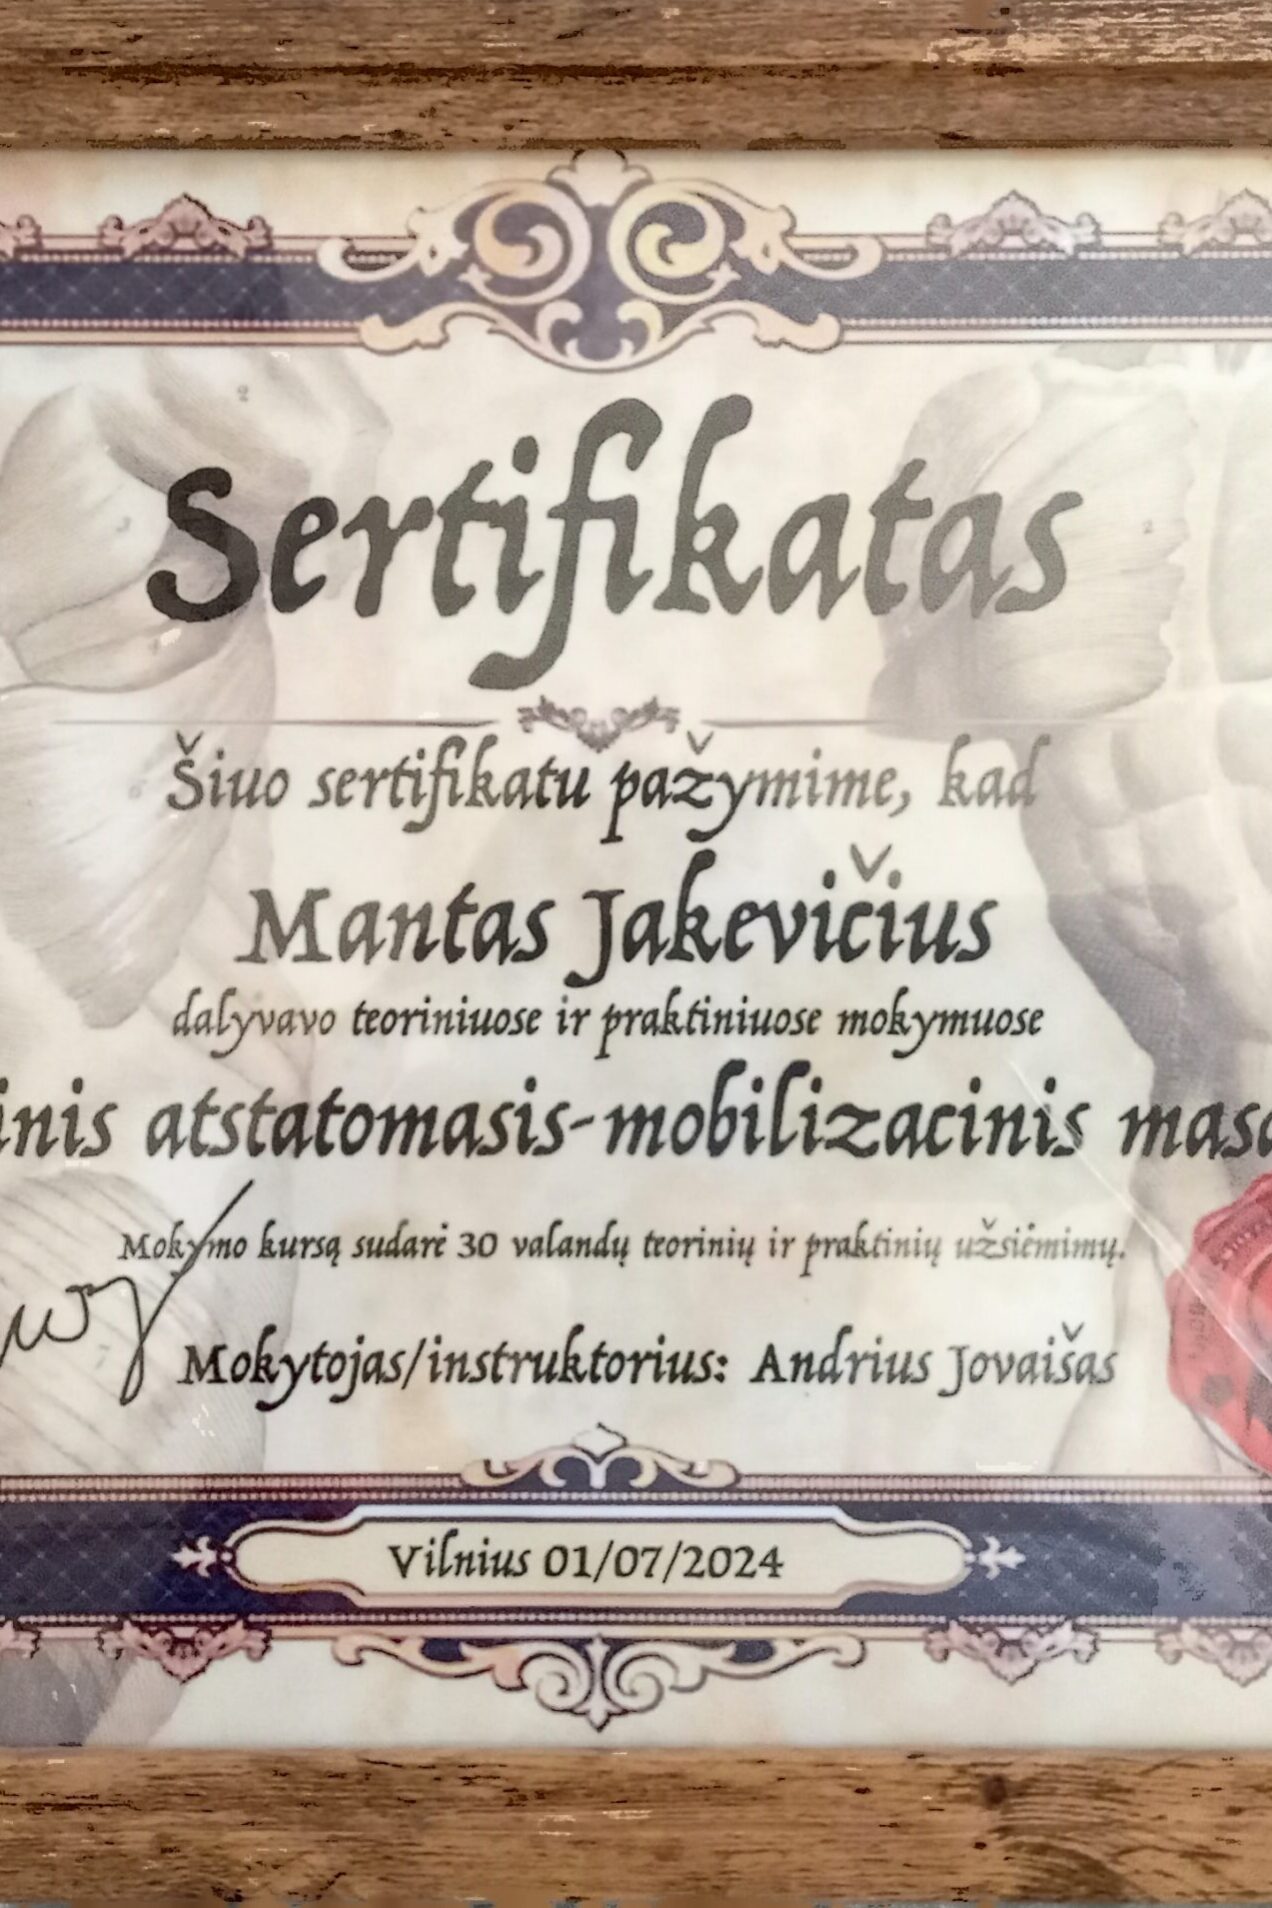 Sertifikatas
Šiuo sertifikatu pažymime, kad
Mantas Jakevičius
dalyvavo teoriniuose ir praktiniuose mokymuose
atstatomasis-mobilizacinis
Mokymo kursą sudarė 30 valandų teorinių ir praktinių užsiėmimų.
Mokytojas/instruktorius: Andrius Jovaišas
Vilnius 01/07/2024